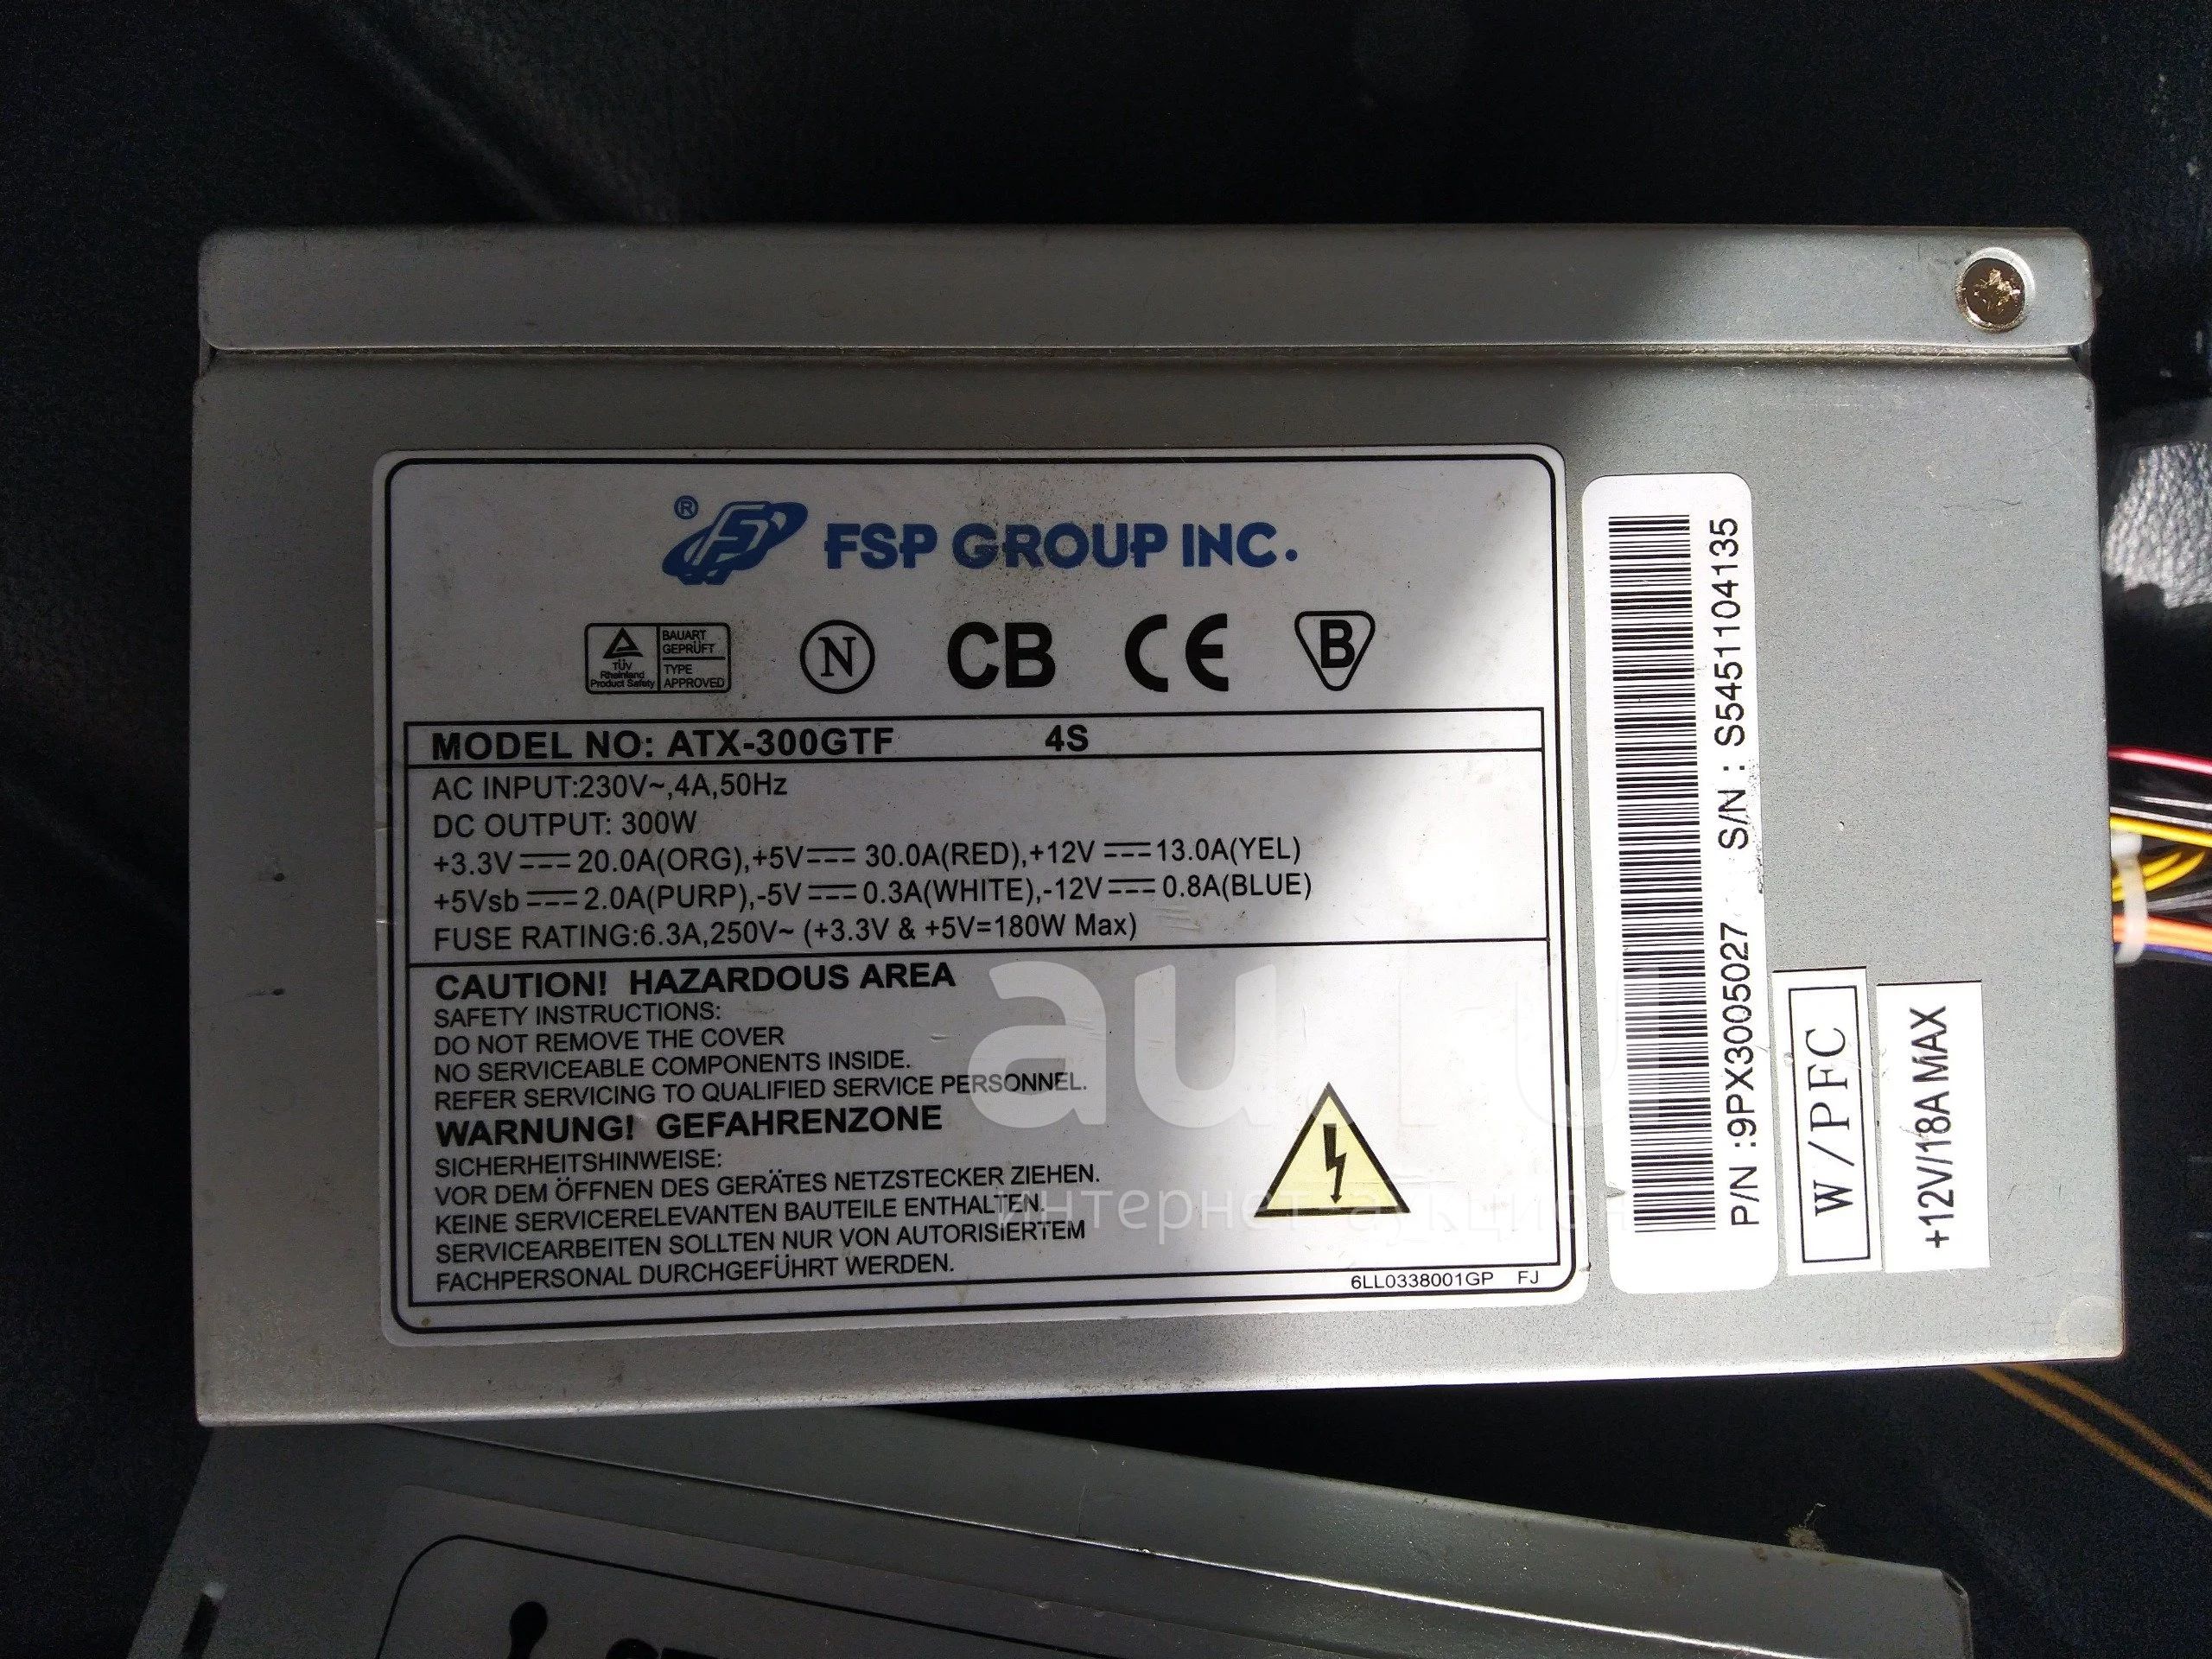 ® FSP GROUP INC.
TÜV Rheinland Product Safety
BAUART GEPRÜFT
TYPE APPROVED
N CB CE B
MODEL NO: ATX-300GTF 4S
AC INPUT:230V~,4A,50Hz
DC OUTPUT: 300W
+3.3V⎓20.0A(ORG),+5V⎓30.0A(RED),+12V⎓13.0A(YEL)
+5Vsb⎓2.0A(PURP),-5V⎓0.3A(WHITE),-12V⎓0.8A(BLUE)
FUSE RATING:6.3A,250V~ (+3.3V & +5V=180W Max)
CAUTION! HAZARDOUS AREA
SAFETY INSTRUCTIONS:
DO NOT REMOVE THE COVER
NO SERVICEABLE COMPONENTS INSIDE.
REFER SERVICING TO QUALIFIED SERVICE PERSONNEL.
WARNUNG! GEFAHRENZONE
SICHERHEITSHINWEISE:
VOR DEM ÖFFNEN DES GERÄTES NETZSTECKER ZIEHEN.
KEINE SERVICERELEVANTEN BAUTEILE ENTHALTEN.
SERVICEARBEITEN SOLLTEN NUR VON AUTORISIERTEM
FACHPERSONAL DURCHGEFÜHRT WERDEN.
6LL0338001GP FJ
P/N :9PX3005027 S/N : S5451104135
W/PFC
+12V/18A MAX
au.ru
интернет-аукцион